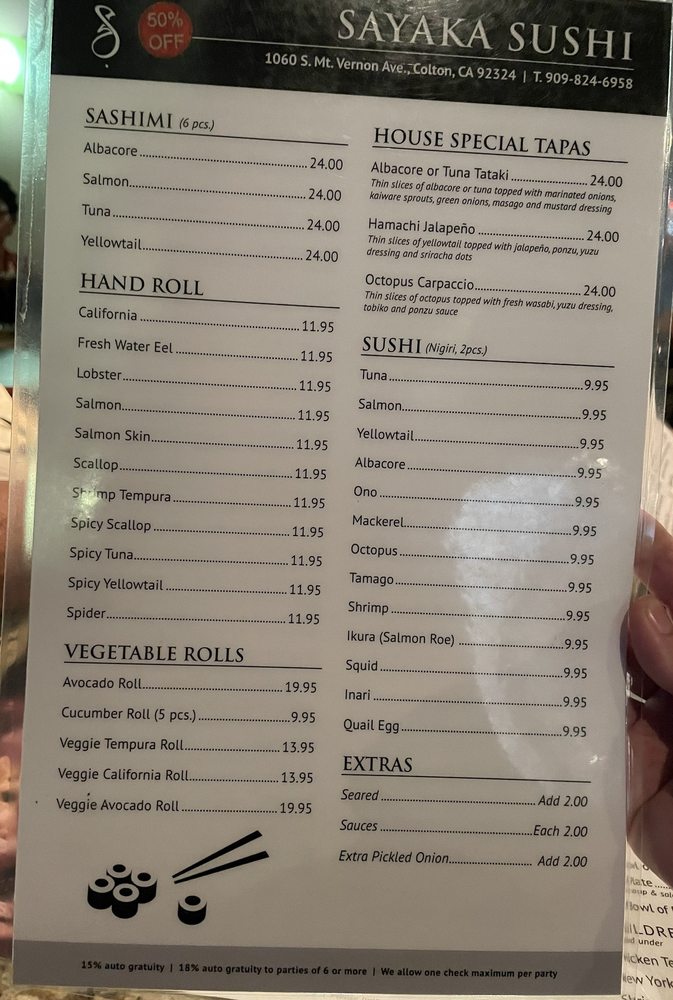 50% OFF
SAYAKA SUSHI
1060 S. Mt. Vernon Ave., Colton, CA 92324 | T. 909-824-6958
SASHIMI (6 pcs.)
Albacore 24.00
Salmon 24.00
Tuna 24.00
Yellowtail 24.00
HAND ROLL
California 11.95
Fresh Water Eel 11.95
Lobster 11.95
Salmon 11.95
Salmon Skin 11.95
Scallop 11.95
Shrimp Tempura 11.95
Spicy Scallop 11.95
Spicy Tuna 11.95
Spicy Yellowtail 11.95
Spider 11.95
VEGETABLE ROLLS
Avocado Roll 19.95
Cucumber Roll (5 pcs.) 9.95
Veggie Tempura Roll 13.95
Veggie California Roll 13.95
Veggie Avocado Roll 19.95
HOUSE SPECIAL TAPAS
Albacore or Tuna Tataki 24.00
Thin slices of albacore or tuna topped with marinated onions,
kaiware sprouts, green onions, masago and mustard dressing
Hamachi Jalapeño 24.00
Thin slices of yellowtail topped with jalapeño, ponzu, yuzu
dressing and sriracha dots
Octopus Carpaccio 24.00
Thin slices of octopus topped with fresh wasabi, yuzu dressing,
tobiko and ponzu sauce
SUSHI (Nigiri, 2pcs.)
Tuna 9.95
Salmon 9.95
Yellowtail 9.95
Albacore 9.95
Ono 9.95
Mackerel 9.95
Octopus 9.95
Tamago 9.95
Shrimp 9.95
Ikura (Salmon Roe) 9.95
Squid 9.95
Inari 9.95
Quail Egg 9.95
EXTRAS
Seared Add 2.00
Sauces Each 2.00
Extra Pickled Onion Add 2.00
15% auto gratuity | 18% auto gratuity to parties of 6 or more | We allow one check maximum per party